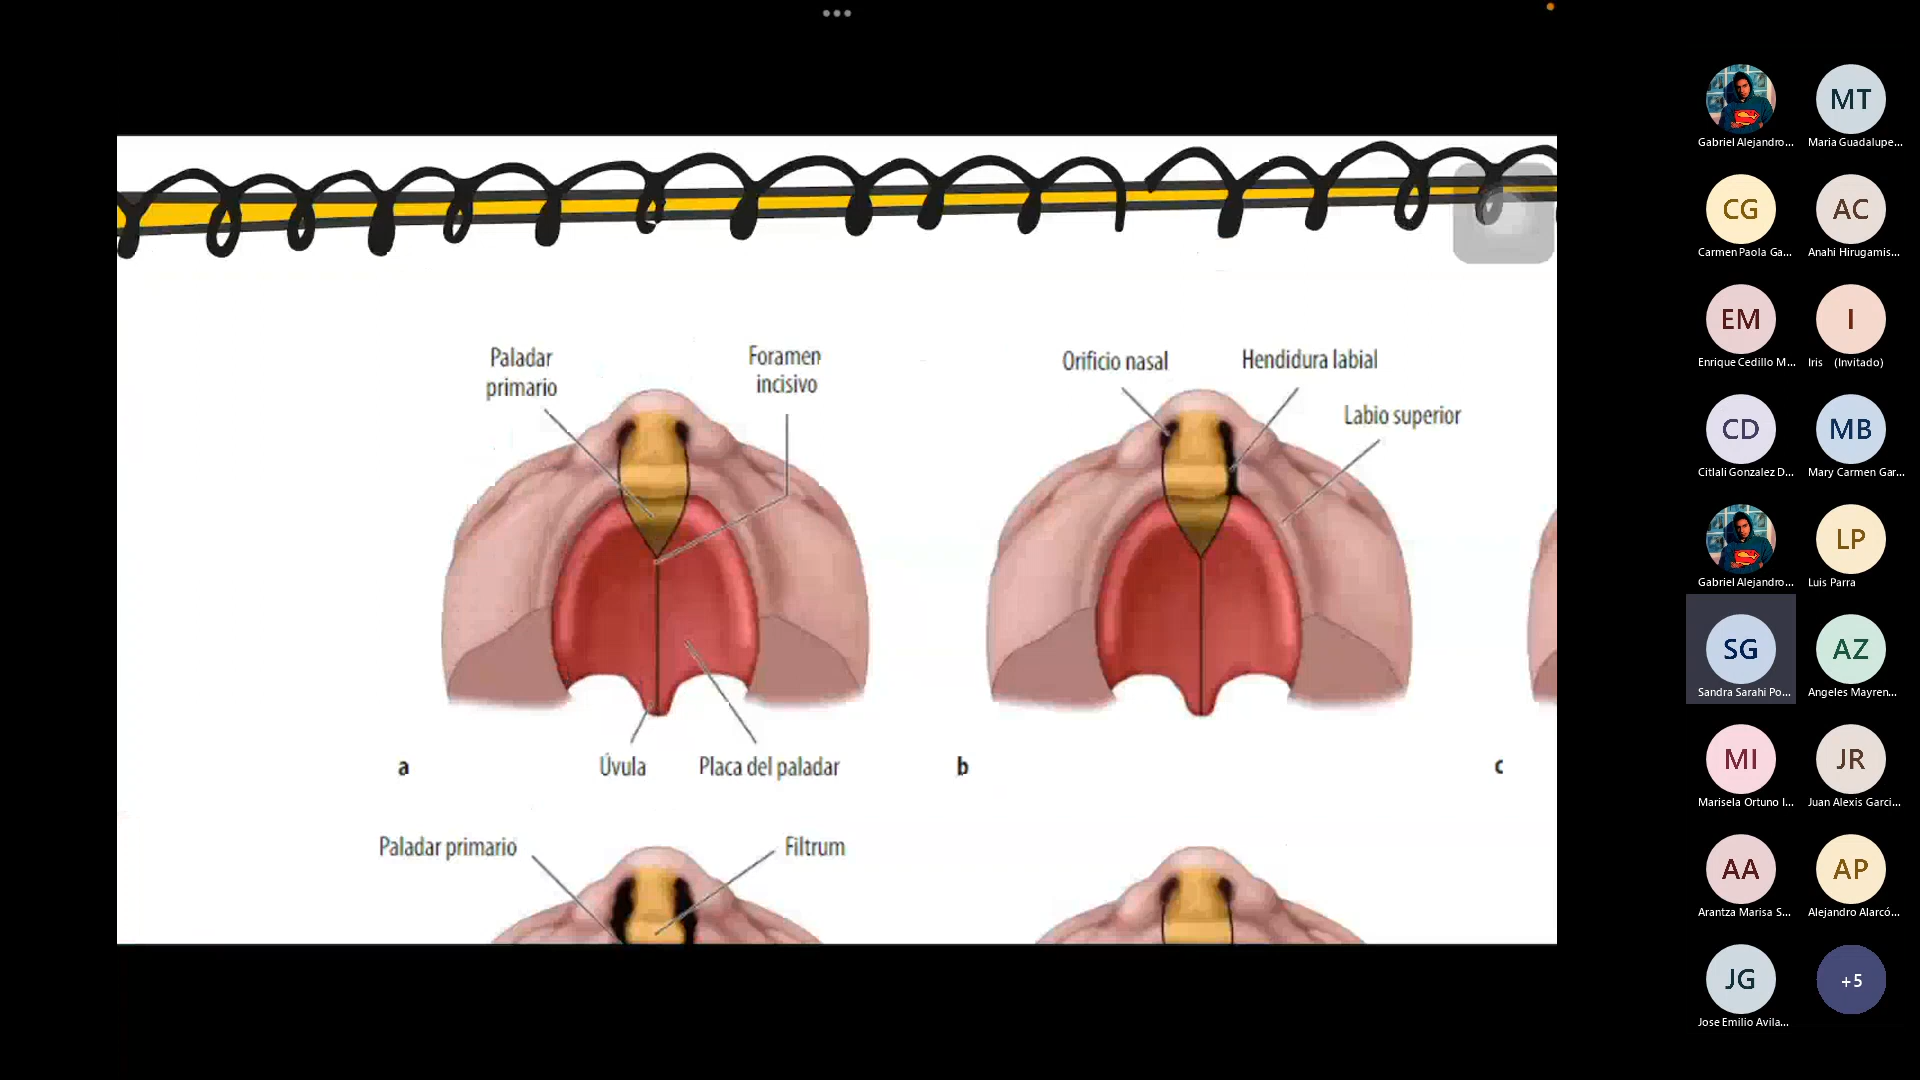 Paladar
primario
Foramen
incisivo
Orificio nasal
Hendidura labial
Labio superior
a
Úvula
Placa del paladar
b
c
Paladar primario
Filtrum
Gabriel Alejandro...
MT
Maria Guadalupe...
CG
Carmen Paola Ga...
AC
Anahi Hirugamis...
EM
Enrique Cedillo M...
I
Iris (Invitado)
CD
Citlali Gonzalez D...
MB
Mary Carmen Gar...
Gabriel Alejandro...
LP
Luis Parra
SG
Sandra Sarahi Po...
AZ
Angeles Mayren...
MI
Marisela Ortuno I...
JR
Juan Alexis Garci...
AA
Arantza Marisa S...
AP
Alejandro Alarcó...
JG
Jose Emilio Avila...
+5